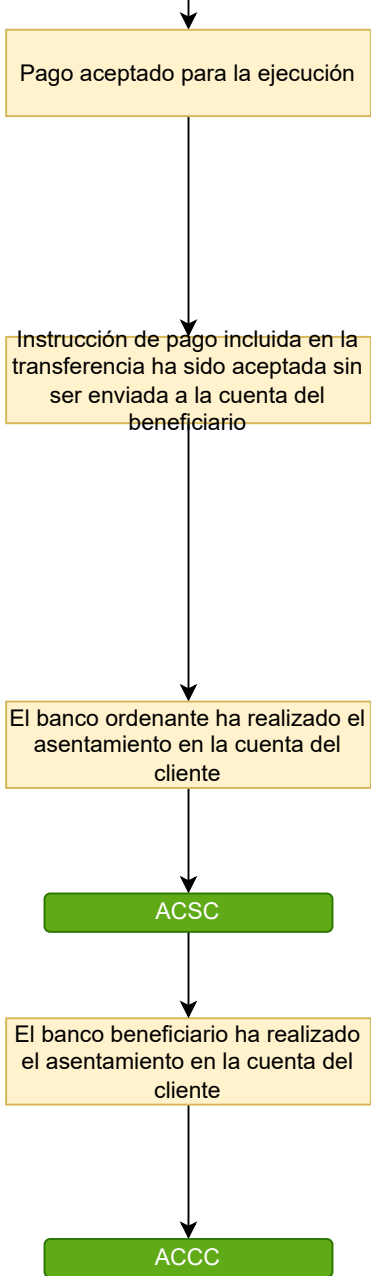 Pago aceptado para la ejecución
Instrucción de pago incluida en la
transferencia ha sido aceptada sin
ser enviada a la cuenta del
beneficiario
El banco ordenante ha realizado el
asentamiento en la cuenta del
cliente
ACSC
El banco beneficiario ha realizado
el asentamiento en la cuenta del
cliente
ACCC